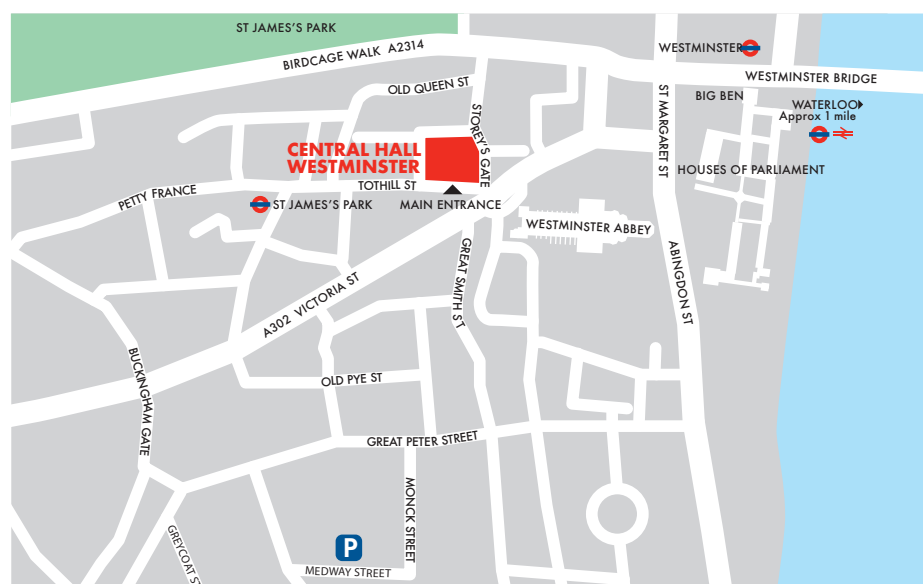 ST JAMES'S PARK
BIRDCAGE WALK A2314
WESTMINSTER
WESTMINSTER BRIDGE
OLD QUEEN ST
BIG BEN
WATERLOO
Approx 1 mile
STOREY'S GATE
ST MARGARET ST
CENTRAL HALL
WESTMINSTER
HOUSES OF PARLIAMENT
TOTHILL ST
PETTY FRANCE
ST JAMES'S PARK
MAIN ENTRANCE
WESTMINSTER ABBEY
GREAT SMITH ST
ABINGDON ST
A302 VICTORIA ST
BUCKINGHAM GATE
OLD PYE ST
GREAT PETER STREET
MONCK STREET
GREYCOAT S
P
MEDWAY STREET